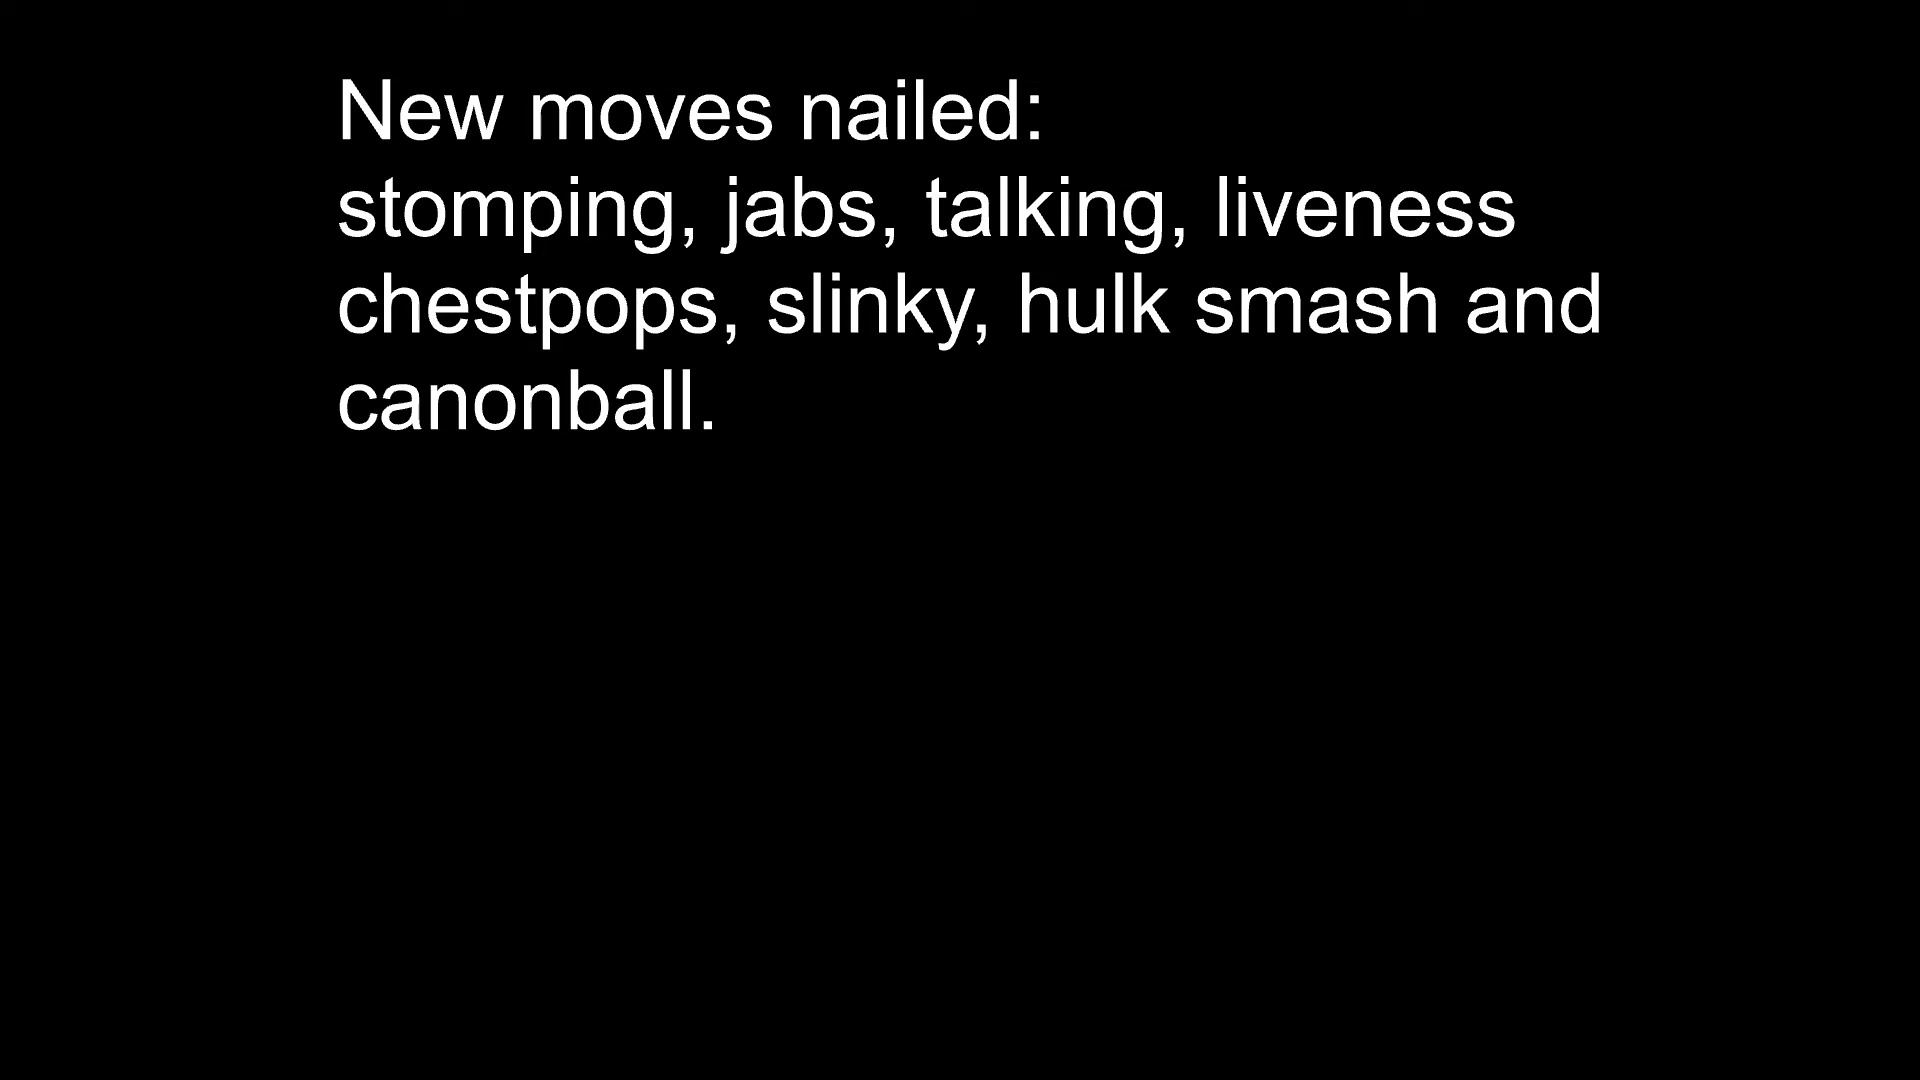 New moves nailed:
stomping, jabs, talking, liveness
chestpops, slinky, hulk smash and
canonball.